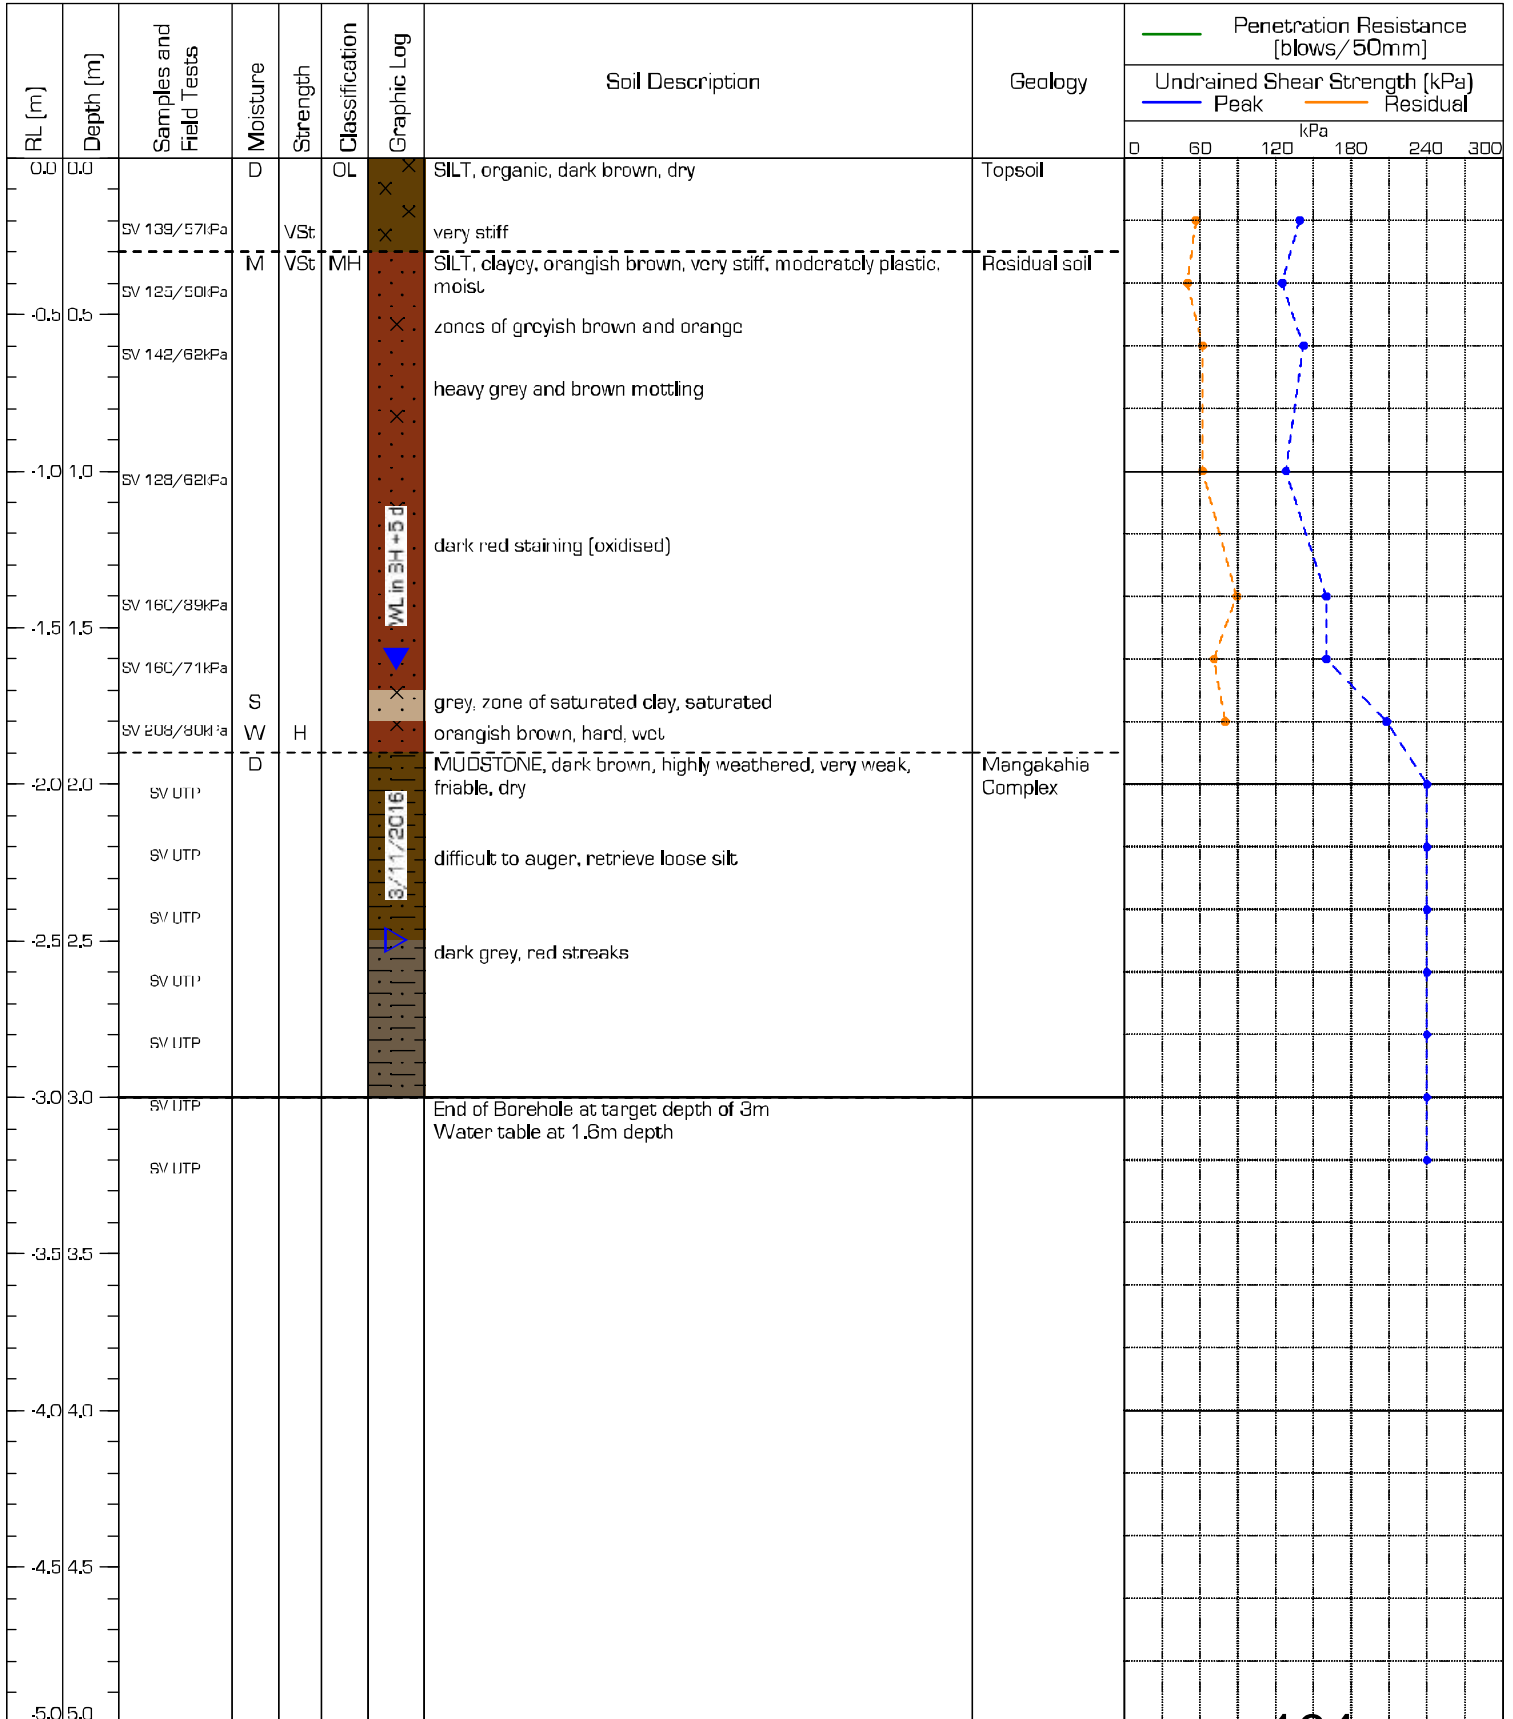 RL (m)
Depth (m)
Samples and
Field Tests
Moisture
Strength
Classification
Graphic Log
Soil Description
Geology
Penetration Resistance
(blows/50mm)
Undrained Shear Strength (kPa)
Peak Residual
kPa
0 60 120 180 240 300
0.0 0.0 D OL SILT, organic, dark brown, dry Topsoil
SV 139/57kPa VSt very stiff
M VSt MH SILT, clayey, orangish brown, very stiff, moderately plastic, Residual soil
moist
SV 125/50kPa
-0.5 0.5 zones of greyish brown and orange
SV 142/62kPa
heavy grey and brown mottling
-1.0 1.0 SV 128/62kPa
WL in BH +5 d
dark red staining (oxidised)
SV 160/89kPa
-1.5 1.5
SV 160/71kPa
S grey, zone of saturated clay, saturated
SV 208/80kPa W H orangish brown, hard, wet
D MUDSTONE, dark brown, highly weathered, very weak, Mangakahia
friable, dry Complex
-2.0 2.0 SV UTP
3/11/2016
SV UTP difficult to auger, retrieve loose silt
SV UTP
-2.5 2.5 dark grey, red streaks
SV UTP
SV UTP
-3.0 3.0 SV UTP End of Borehole at target depth of 3m
Water table at 1.6m depth
SV UTP
-3.5 3.5
-4.0 4.0
-4.5 4.5
-5.0 5.0